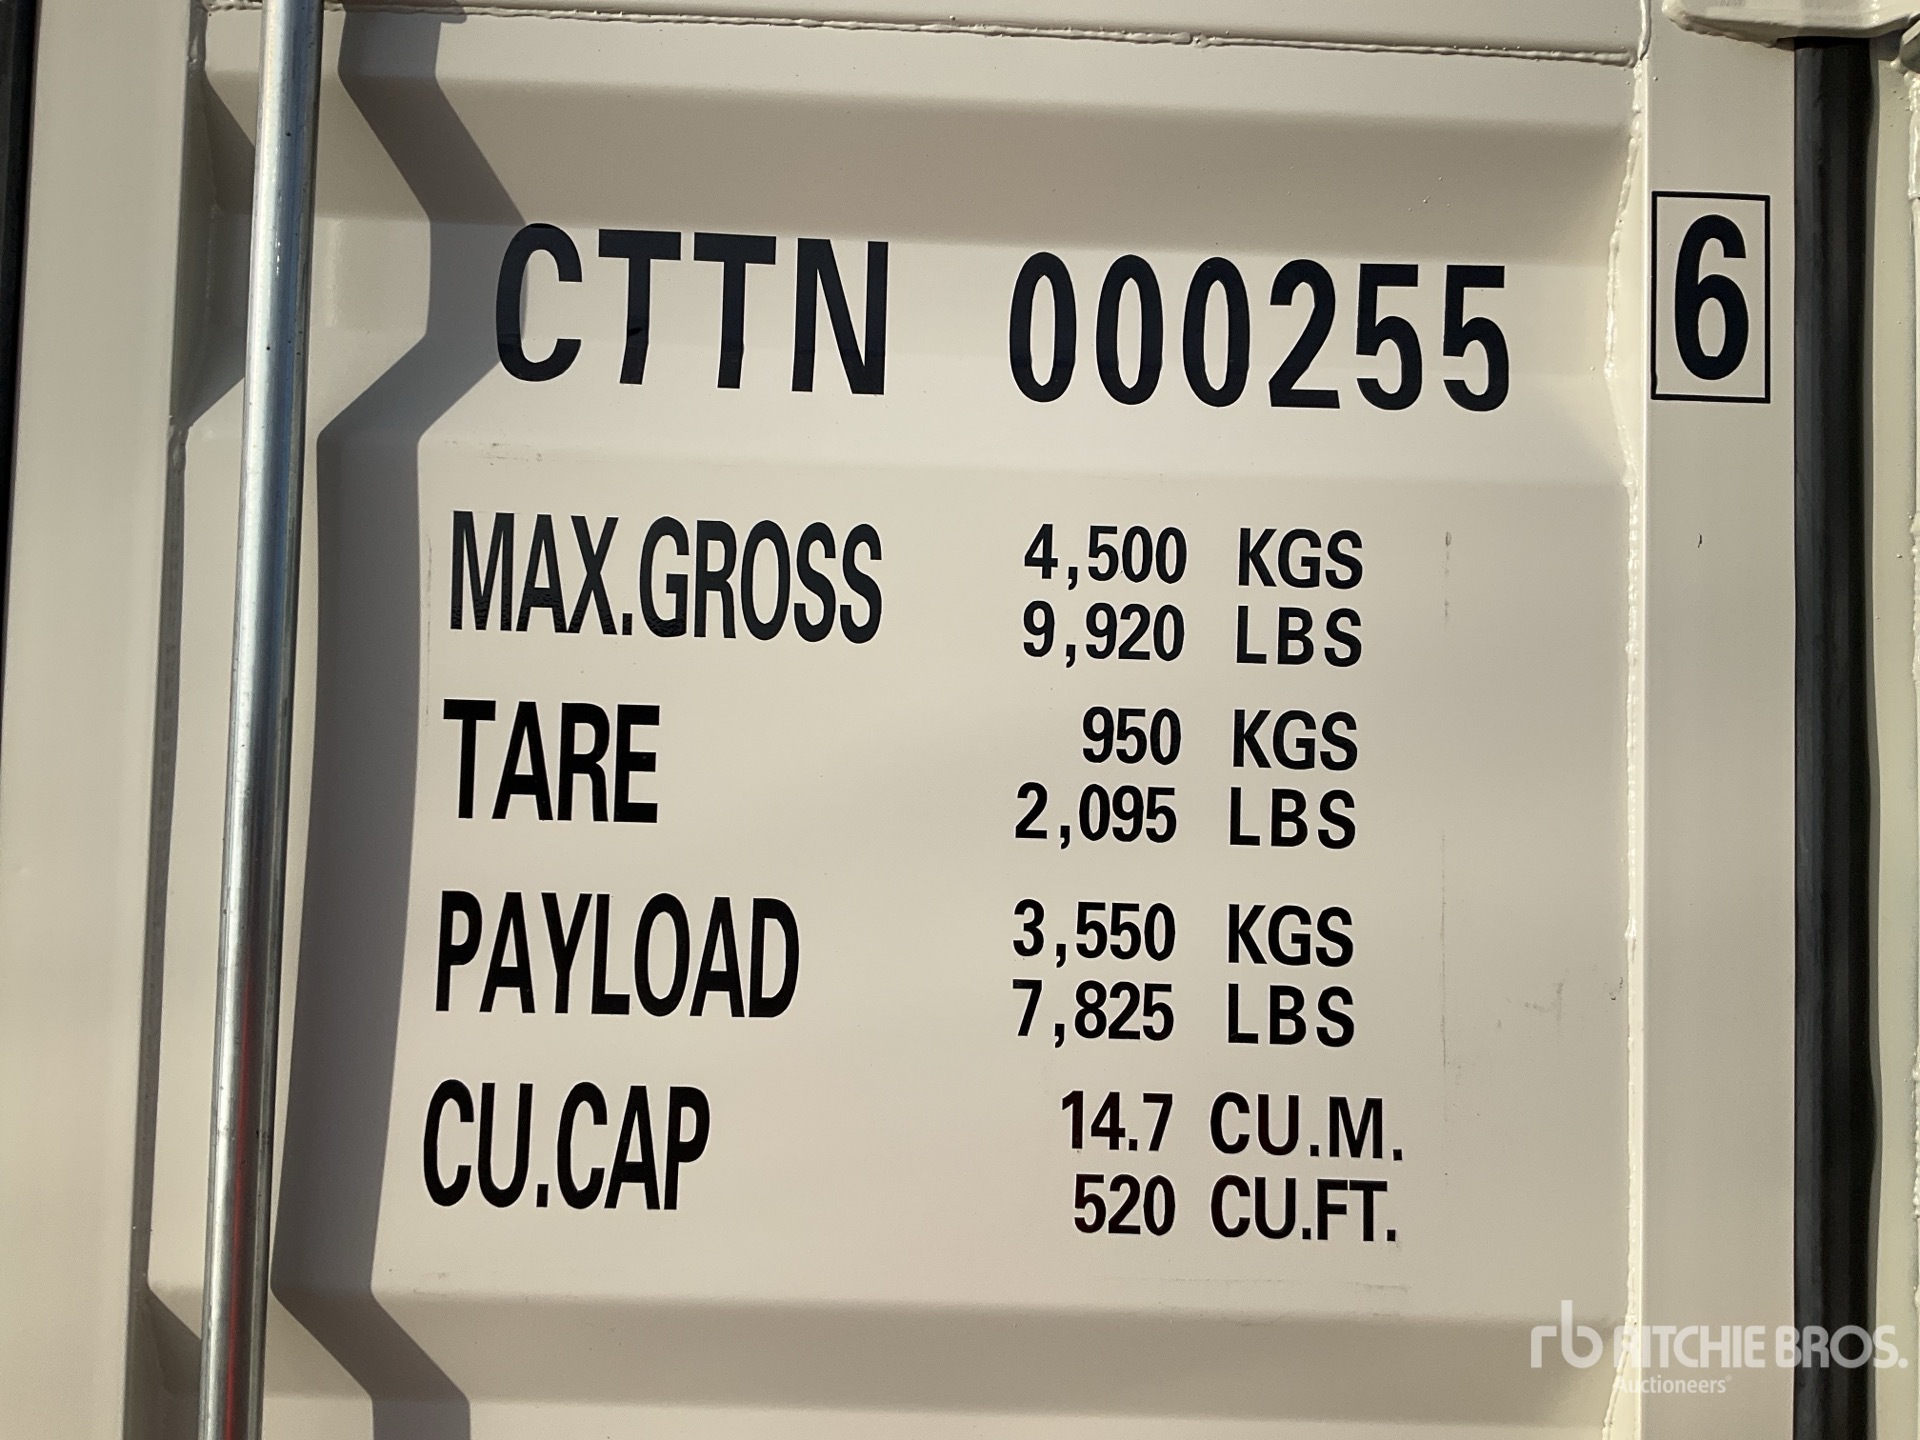 CTTN 000255 6
MAX.GROSS 4,500 KGS
9,920 LBS
TARE 950 KGS
2,095 LBS
PAYLOAD 3,550 KGS
7,825 LBS
CU.CAP 14.7 CU.M.
520 CU.FT.
rb RITCHIE BROS.
Auctioneers